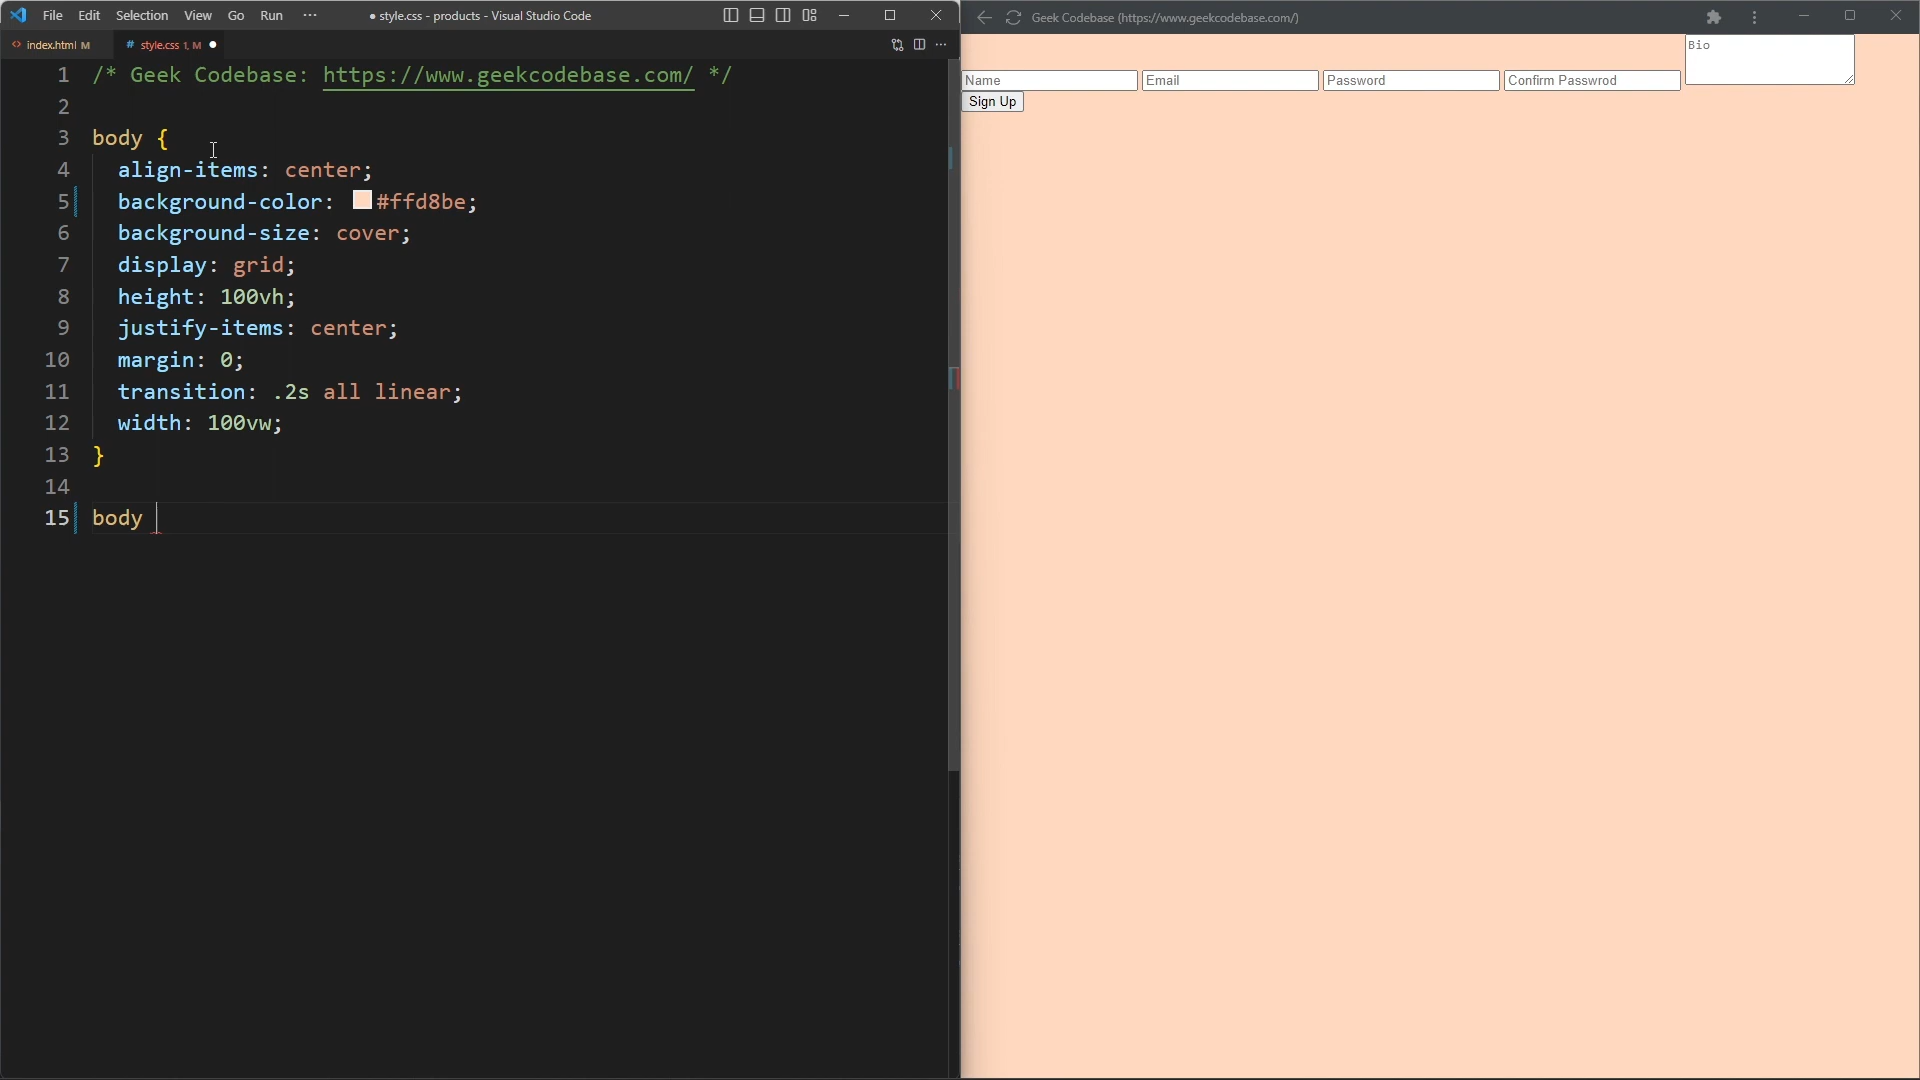 File Edit Selection View Go Run ··· ● style.css - products - Visual Studio Code
index.html M # style.css 1, M ●
1 /* Geek Codebase: https://www.geekcodebase.com/ */
2
3 body {
4 align-items: center;
5 background-color: #ffd8be;
6 background-size: cover;
7 display: grid;
8 height: 100vh;
9 justify-items: center;
10 margin: 0;
11 transition: .2s all linear;
12 width: 100vw;
13 }
14
15 body
Geek Codebase (https://www.geekcodebase.com/)
Bio
Name Email Password Confirm Passwrod
Sign Up